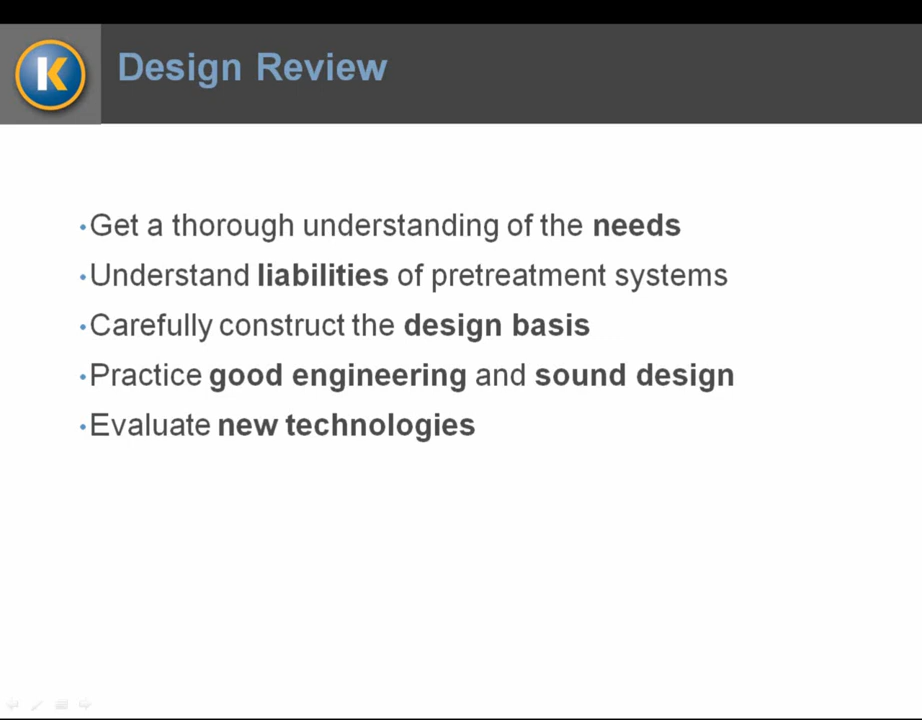 K
Design Review
•Get a thorough understanding of the needs
•Understand liabilities of pretreatment systems
•Carefully construct the design basis
•Practice good engineering and sound design
•Evaluate new technologies